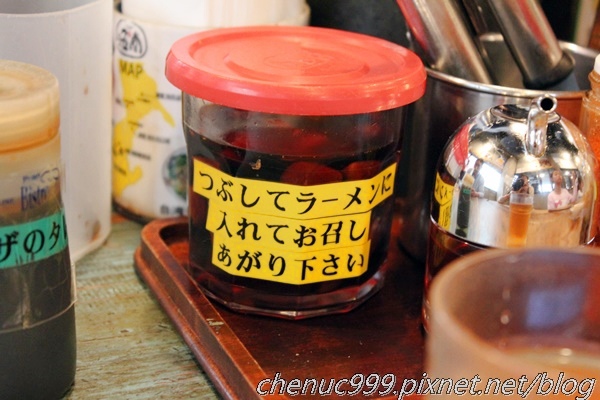 MAP
つぶしてラーメンに
入れてお召し
あがり下さい
ザのタレ
chenuc999.pixnet.net/blog